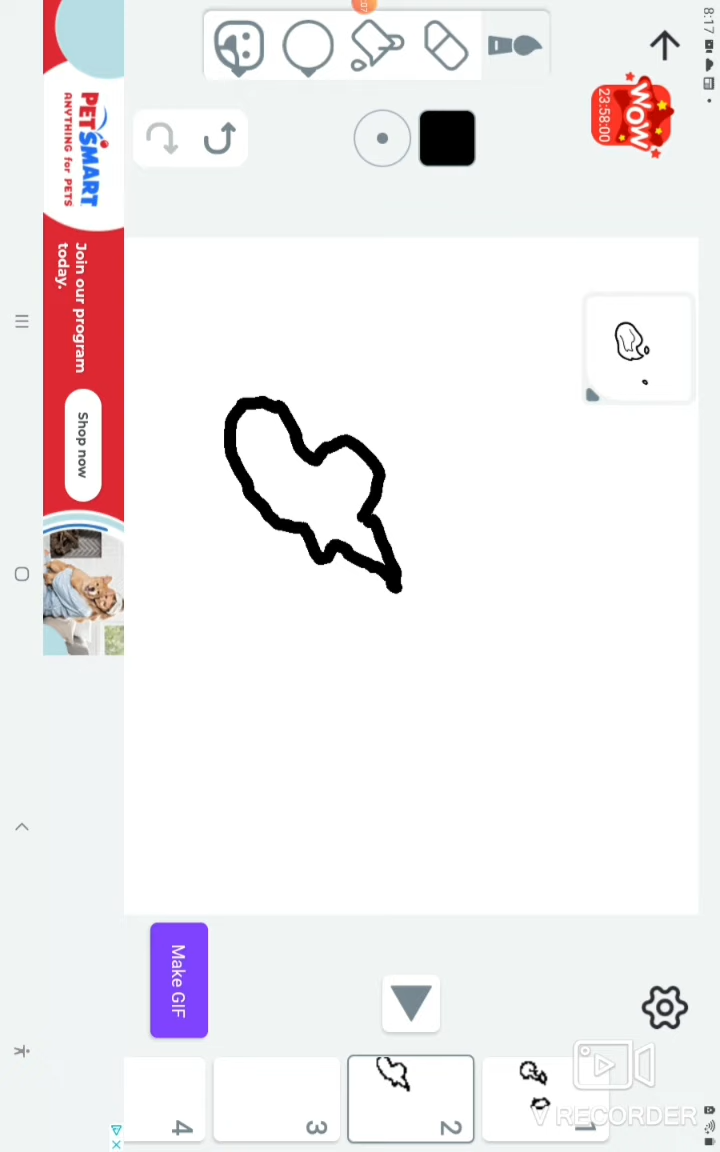 8:17
WOW
23:58:00
PETSMART
ANYTHING for PETS
Join our program
today.
Shop now
Make GIF
1
2
3
4
V RECORDER